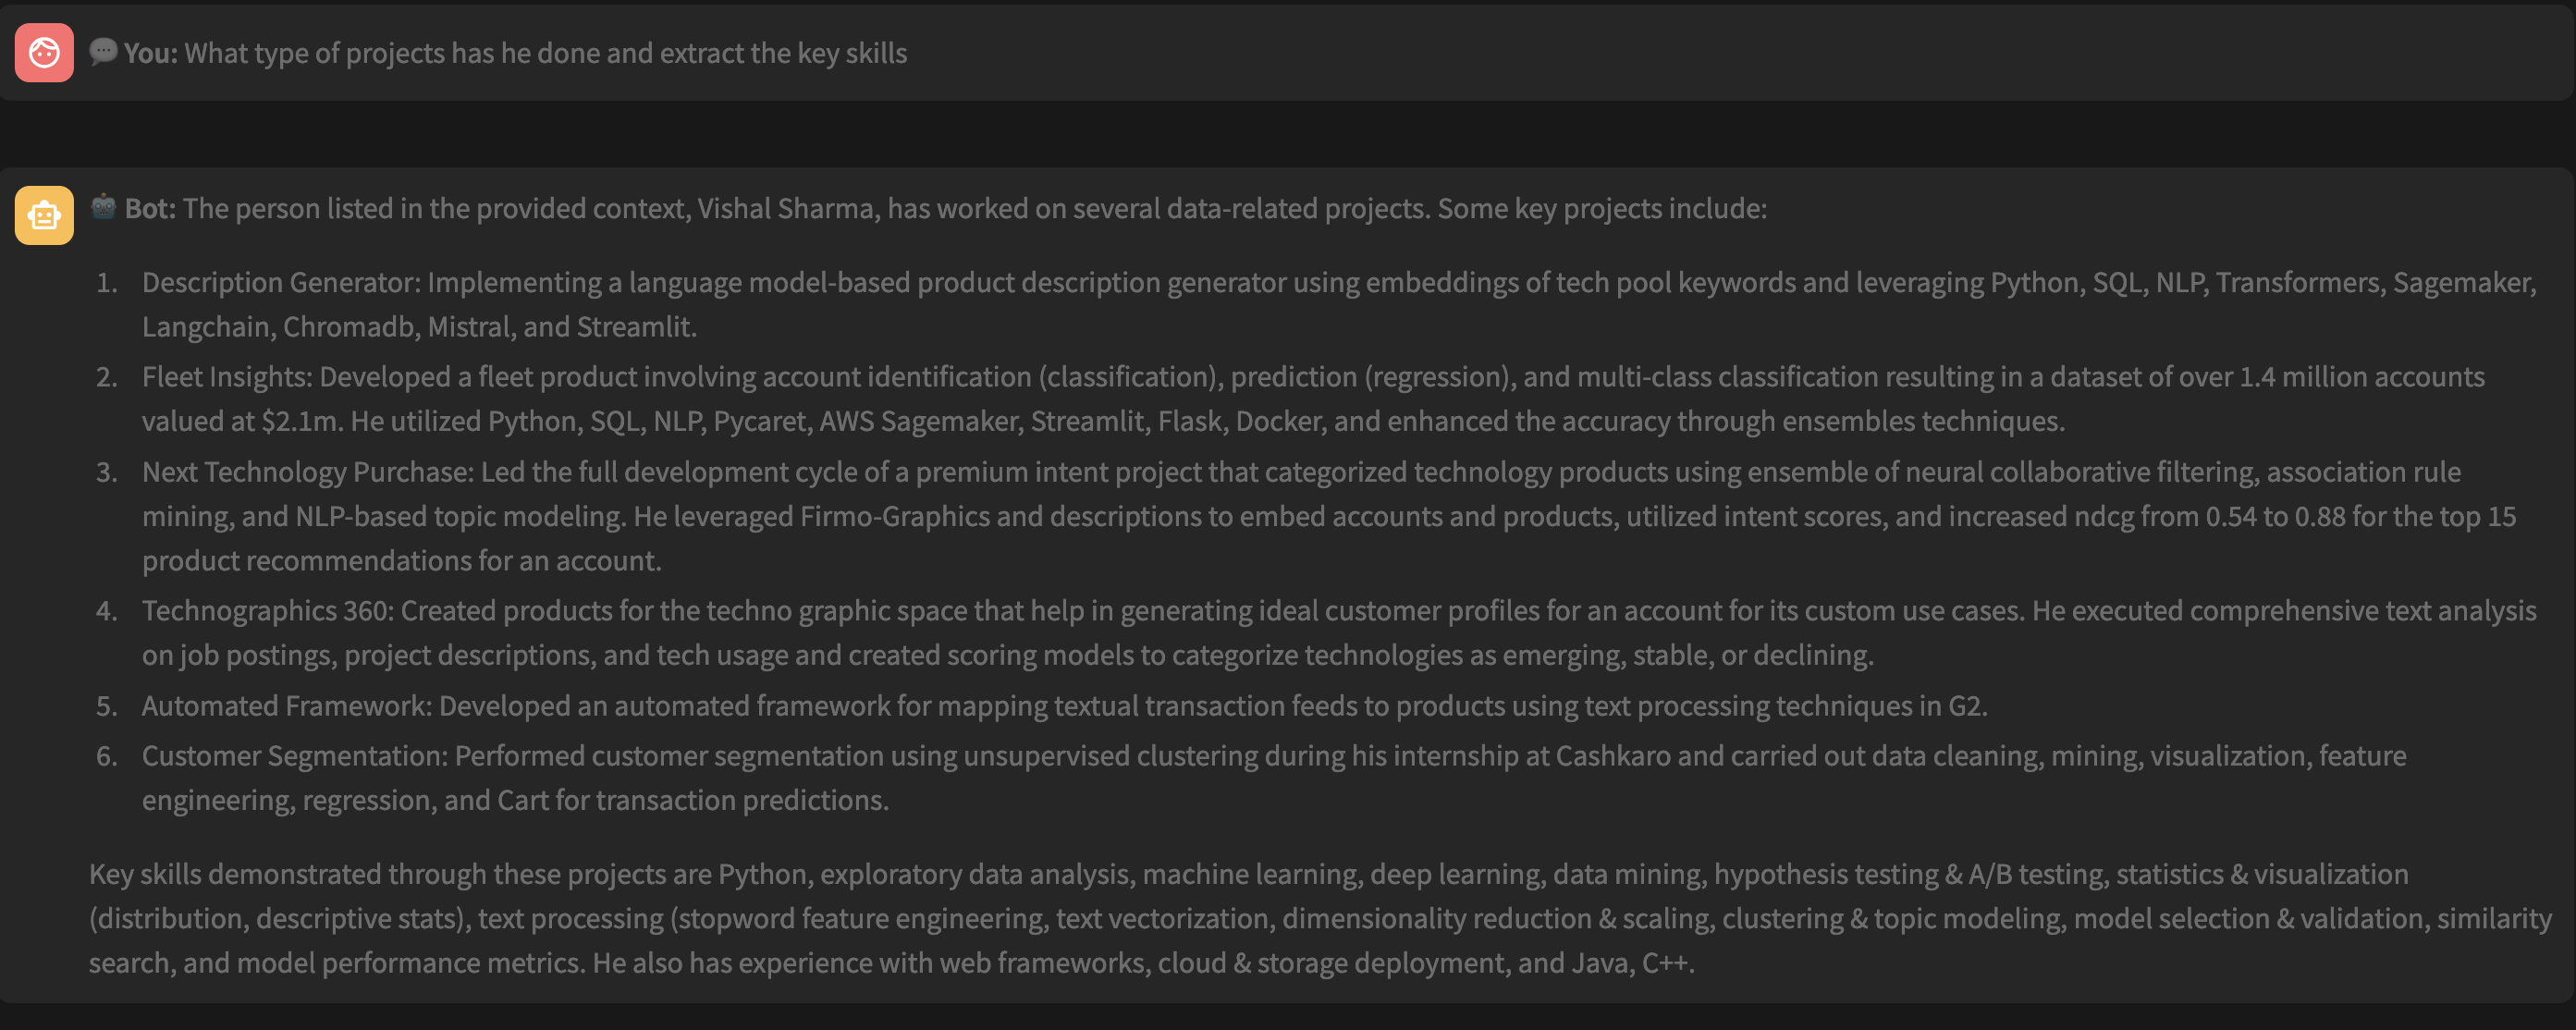 💬 You: What type of projects has he done and extract the key skills
🤖 Bot: The person listed in the provided context, Vishal Sharma, has worked on several data-related projects. Some key projects include:
1. Description Generator: Implementing a language model-based product description generator using embeddings of tech pool keywords and leveraging Python, SQL, NLP, Transformers, Sagemaker,
Langchain, Chromadb, Mistral, and Streamlit.
2. Fleet Insights: Developed a fleet product involving account identification (classification), prediction (regression), and multi-class classification resulting in a dataset of over 1.4 million accounts
valued at $2.1m. He utilized Python, SQL, NLP, Pycaret, AWS Sagemaker, Streamlit, Flask, Docker, and enhanced the accuracy through ensembles techniques.
3. Next Technology Purchase: Led the full development cycle of a premium intent project that categorized technology products using ensemble of neural collaborative filtering, association rule
mining, and NLP-based topic modeling. He leveraged Firmo-Graphics and descriptions to embed accounts and products, utilized intent scores, and increased ndcg from 0.54 to 0.88 for the top 15
product recommendations for an account.
4. Technographics 360: Created products for the techno graphic space that help in generating ideal customer profiles for an account for its custom use cases. He executed comprehensive text analysis
on job postings, project descriptions, and tech usage and created scoring models to categorize technologies as emerging, stable, or declining.
5. Automated Framework: Developed an automated framework for mapping textual transaction feeds to products using text processing techniques in G2.
6. Customer Segmentation: Performed customer segmentation using unsupervised clustering during his internship at Cashkaro and carried out data cleaning, mining, visualization, feature
engineering, regression, and Cart for transaction predictions.
Key skills demonstrated through these projects are Python, exploratory data analysis, machine learning, deep learning, data mining, hypothesis testing & A/B testing, statistics & visualization
(distribution, descriptive stats), text processing (stopword feature engineering, text vectorization, dimensionality reduction & scaling, clustering & topic modeling, model selection & validation, similarity
search, and model performance metrics. He also has experience with web frameworks, cloud & storage deployment, and Java, C++.